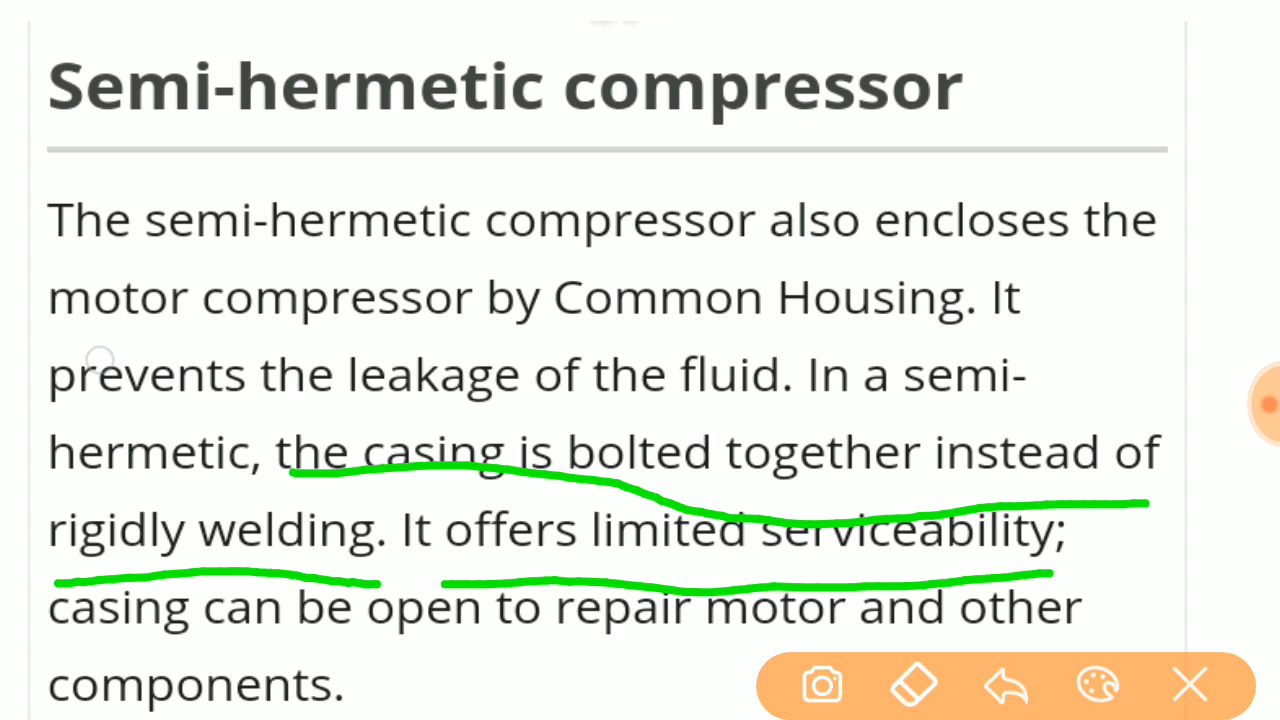 Semi-hermetic compressor
The semi-hermetic compressor also encloses the
motor compressor by Common Housing. It
prevents the leakage of the fluid. In a semi-
hermetic, the casing is bolted together instead of
rigidly welding. It offers limited serviceability;
casing can be open to repair motor and other
components.